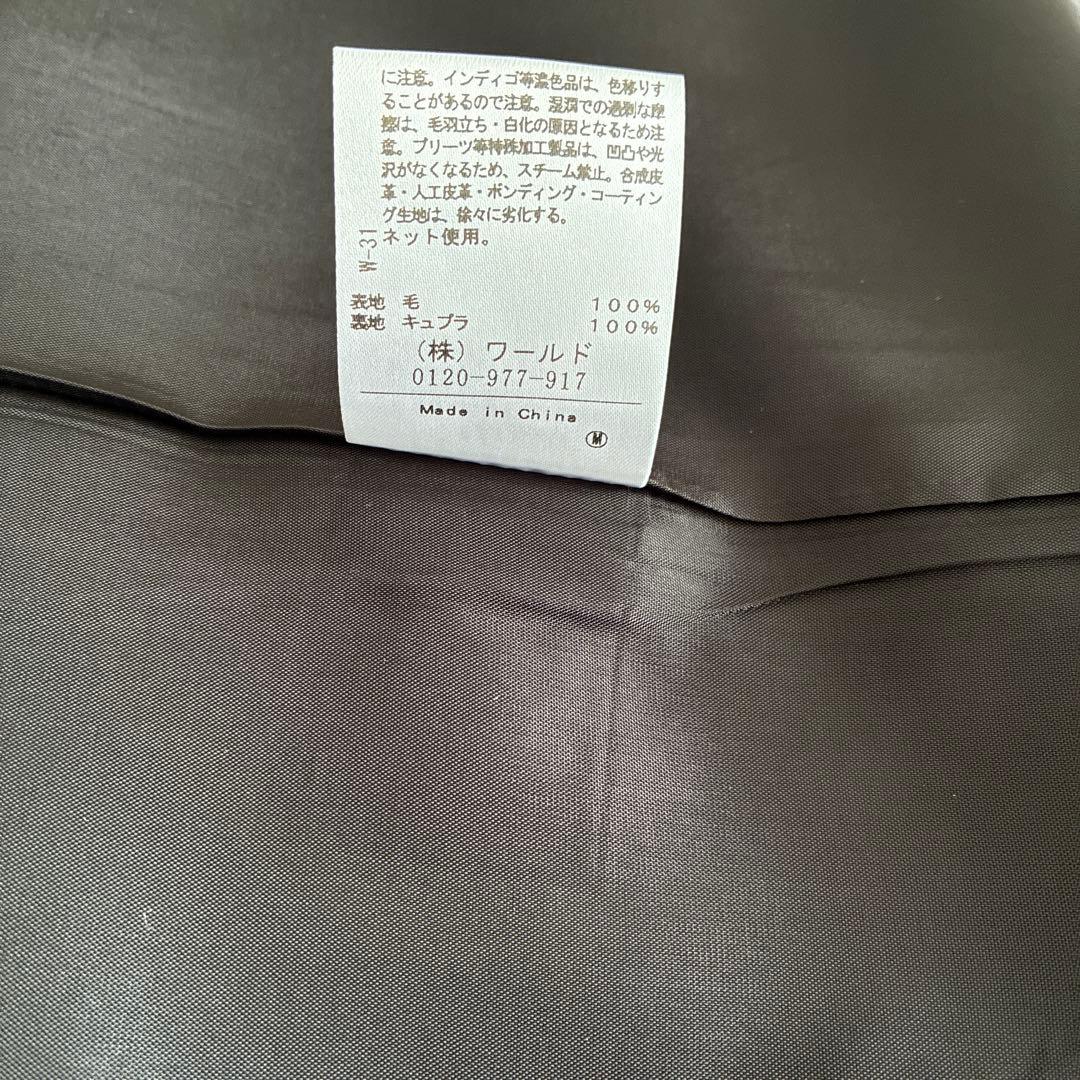 に注意。インディゴ等濃色品は、色移りす
ることがあるので注意。湿潤での過剰な摩
擦は、毛羽立ち・白化の原因となるため注
意。プリーツ等特殊加工製品は、凹凸や光
沢がなくなるため、スチーム禁止。合成皮
革・人工皮革・ボンディング・コーティン
グ生地は、徐々に劣化する。
ネット使用。
W-31
表地 毛 100%
裏地 キュプラ 100%
(株)ワールド
0120-977-917
Made in China
Ⓜ